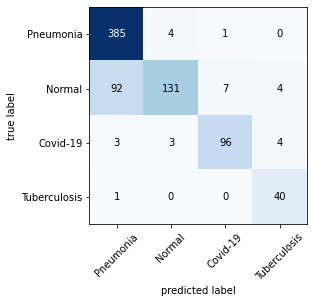 Pneumonia 385 4 1 0
Normal 92 131 7 4
Covid-19 3 3 96 4
Tuberculosis 1 0 0 40
true label
Pneumonia Normal Covid-19 Tuberculosis
predicted label